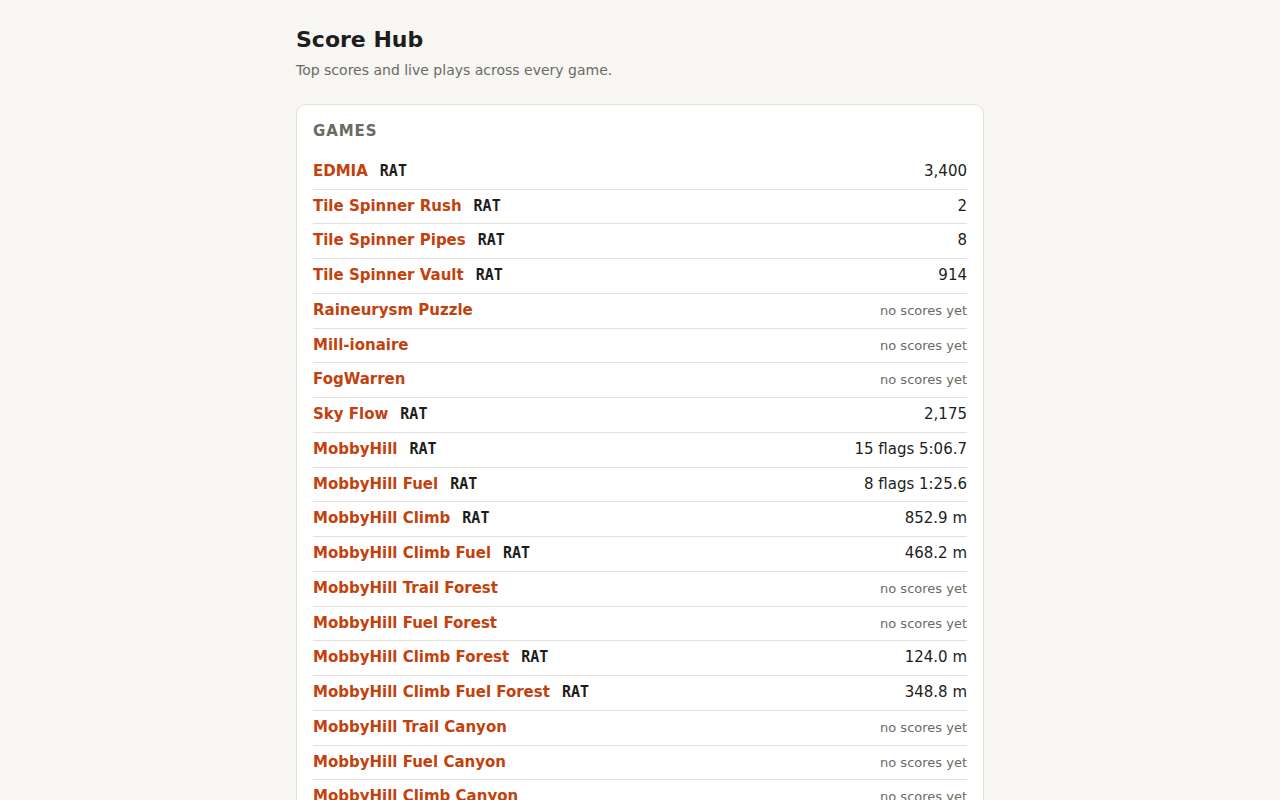 Score Hub
Top scores and live plays across every game.
GAMES
EDMIA RAT 3,400
Tile Spinner Rush RAT 2
Tile Spinner Pipes RAT 8
Tile Spinner Vault RAT 914
Raineurysm Puzzle no scores yet
Mill-ionaire no scores yet
FogWarren no scores yet
Sky Flow RAT 2,175
MobbyHill RAT 15 flags 5:06.7
MobbyHill Fuel RAT 8 flags 1:25.6
MobbyHill Climb RAT 852.9 m
MobbyHill Climb Fuel RAT 468.2 m
MobbyHill Trail Forest no scores yet
MobbyHill Fuel Forest no scores yet
MobbyHill Climb Forest RAT 124.0 m
MobbyHill Climb Fuel Forest RAT 348.8 m
MobbyHill Trail Canyon no scores yet
MobbyHill Fuel Canyon no scores yet
MobbyHill Climb Canyon no scores yet